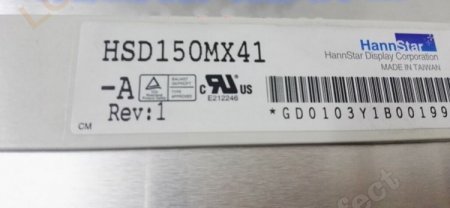 HSD150MX41
-A
Rev:1
CM
c US
E212246
HannStar
HannStar Display Corporation
MADE IN TAIWAN
*GD0103Y1B00199